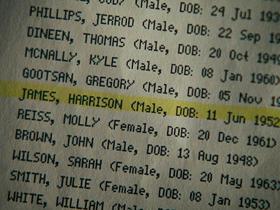 (Male, DOB: 24 Jul 19
PHILLIPS, JERROD (Male, DOB: 22 Sep 19
DINEEN, THOMAS (Male, DOB: 20 Oct 1949
MCNALLY, KYLE (Male, DOB: 08 Jan 1960)
GOOTSAN, GREGORY (Male, DOB: 05 Nov 1
JAMES, HARRISON (Male, DOB: 11 Jun 1952
REISS, MOLLY (Female, DOB: 20 Dec 1961)
BROWN, JOHN (Male, DOB: 13 Aug 1948)
WILSON, SARAH (Female, DOB: 20 May 1963)
SMITH, JULIE (Female, DOB: 08 Jan 1953)
WHITE, WILLIAM (Male, DOB: